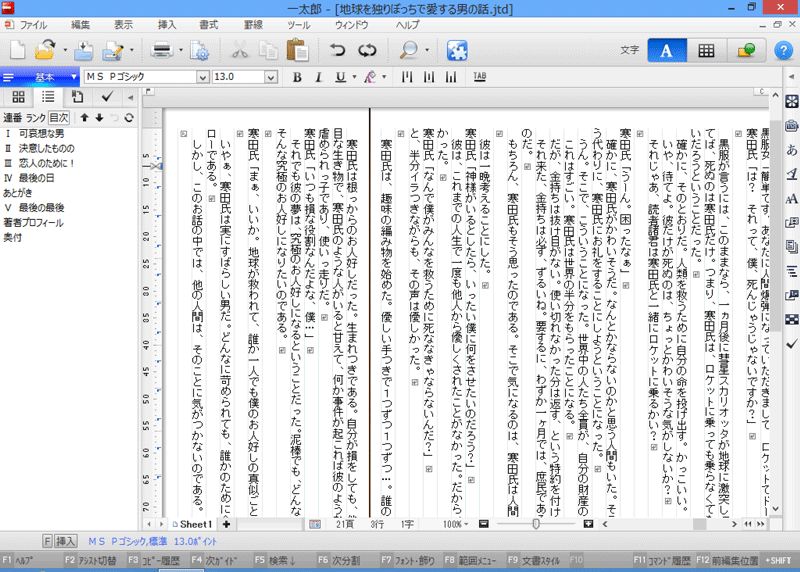 一太郎 - [地球を独りぼっちで愛する男の話.jtd]
ファイル 編集 表示 挿入 書式 罫線 ツール ウィンドウ ヘルプ
文字
基本 MS Pゴシック 13.0
B I U TAB
連番 ランク 目次
Ⅰ 可哀想な男
Ⅱ 決意したものの
Ⅲ 恋人のために!
Ⅳ 最後の日
あとがき
Ⅴ 最後の最後
著者プロフィール
奥付
寒田氏「は? それって、僕、死んじゃうじゃないですか?」
黒服が言うには、このままなら、一ヵ月後に彗星スカリオッタが地球に激突し
ては、死ぬのは寒田氏だけ。つまり、寒田氏は、ロケットに乗っても乗らなくて
いだろうということだった。
確かに、そのとおりだ。人類を救うために自分の命を投げ出す。かっこいい。
いや、待てよ。彼だけが死ぬのは、ちょっとかわいそうな気がしないか?
それじゃあ、読者諸君は寒田氏と一緒にロケットに乗るかい?
寒田氏「うーん。困ったなぁ」
確かに、寒田氏がかわいそうだ。なんとかならないのかと思う人間もいた。そ
う代わりに、寒田氏にお礼をすることにしようということになった。
うん。そこで、こういうことになった。世界中の人たち全員が、自分の財産の
これはすごい。寒田氏は世界の半分をもらったことになる。
だが、金持ちは抜け目がない。使い切れなかった分は返す、という特約を付け
それ来た、金持ちは必ず、ずるいね。要するに、わずか一ヶ月では、庶民である
のだ。
もちろん、寒田氏もそう思ったのである。そこで気になるのは、寒田氏は人間
彼は一晩考えることにした。
寒田氏「神様がいるとしたら、いったい僕に何をさせたいのだろう?」
彼は、これまでの人生で一度も他人から優しくされたことがなかった。だから
かった。
寒田氏「なんで僕がみんなを救うために死ななきゃならないんだ?」
と、半分イラつきながらも、その声は優しかった。
寒田氏は、趣味の編み物を始めた。優しい手つきで1つずつ1つずつ…。誰の
寒田氏は根っからのお人好しだった。生まれつきである。自分が損をしても、他
目な生き物で、寒田氏のような人がいると甘えて、何か事件が起これば彼のような
虐められっ子であり、使いっ走りだ。
寒田氏「いつも損な役割なんだよな、僕…」
それでも彼の夢は、究極のお人好しになるということだった。泥棒でも、どんな
そんな究極のお人好しになりたいのである。
寒田氏「まぁ、いいか。地球が救われて、誰か一人でも僕のお人好しの真似ごと
いやぁ、寒田氏は実にすばらしい男だ。どんなに苛められても、誰かのために
ローである。
しかし、このお話の中では、他の人間は、そのことに気がつかないのである。
Sheet1 21頁 3行 1字 100%
F 挿入 MS Pゴシック,標準 13.0ポイント
F1 ヘルプ F2 アシスト切替 F3 コピー履歴 F4 次ガイド F5 検索↓ F6 次分割 F7 フォント・飾り F8 範囲メニュー F9 文書スタイル F10 F11 コマンド履歴 F12 前編集位置 +SHIFT